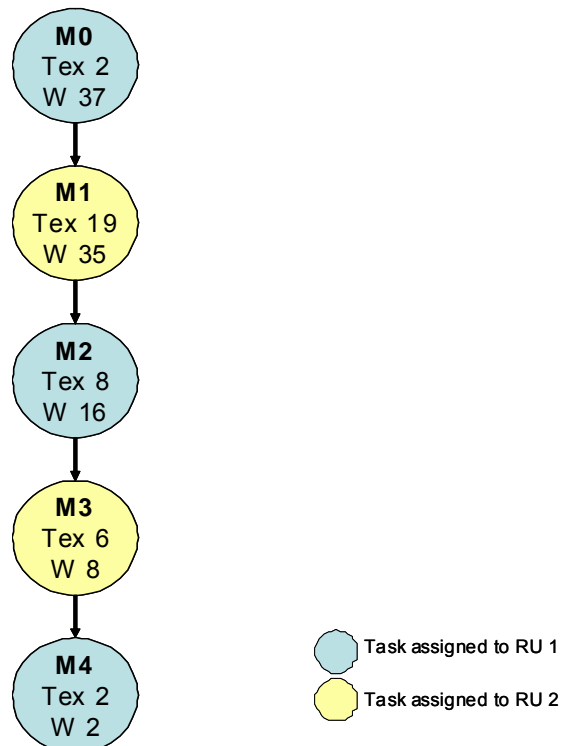 M0
Tex 2
W 37
M1
Tex 19
W 35
M2
Tex 8
W 16
M3
Tex 6
W 8
M4
Tex 2
W 2
Task assigned to RU 1
Task assigned to RU 2